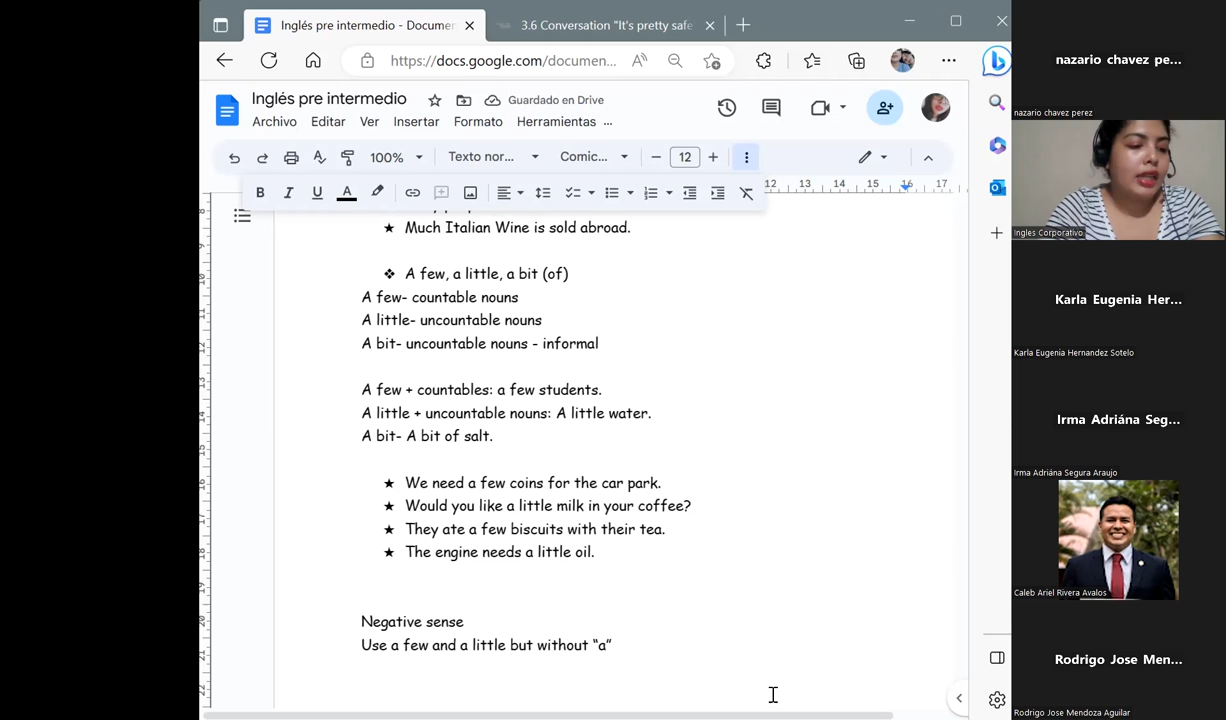 Inglés pre intermedio - Documen
3.6 Conversation "It's pretty safe
https://docs.google.com/documen...
Inglés pre intermedio
Guardado en Drive
Archivo Editar Ver Insertar Formato Herramientas ...
100% Texto nor... Comic... 12
12 13 14 15 16 17
★ Much Italian Wine is sold abroad.
❖ A few, a little, a bit (of)
A few- countable nouns
A little- uncountable nouns
A bit- uncountable nouns - informal
A few + countables: a few students.
A little + uncountable nouns: A little water.
A bit- A bit of salt.
★ We need a few coins for the car park.
★ Would you like a little milk in your coffee?
★ They ate a few biscuits with their tea.
★ The engine needs a little oil.
Negative sense
Use a few and a little but without “a”
nazario chavez pe...
nazario chavez perez
Ingles Corporativo
Karla Eugenia Her...
Karla Eugenia Hernandez Sotelo
Irma Adriána Seg...
Irma Adriána Segura Araujo
Caleb Ariel Rivera Avalos
Rodrigo Jose Men...
Rodrigo Jose Mendoza Aguilar